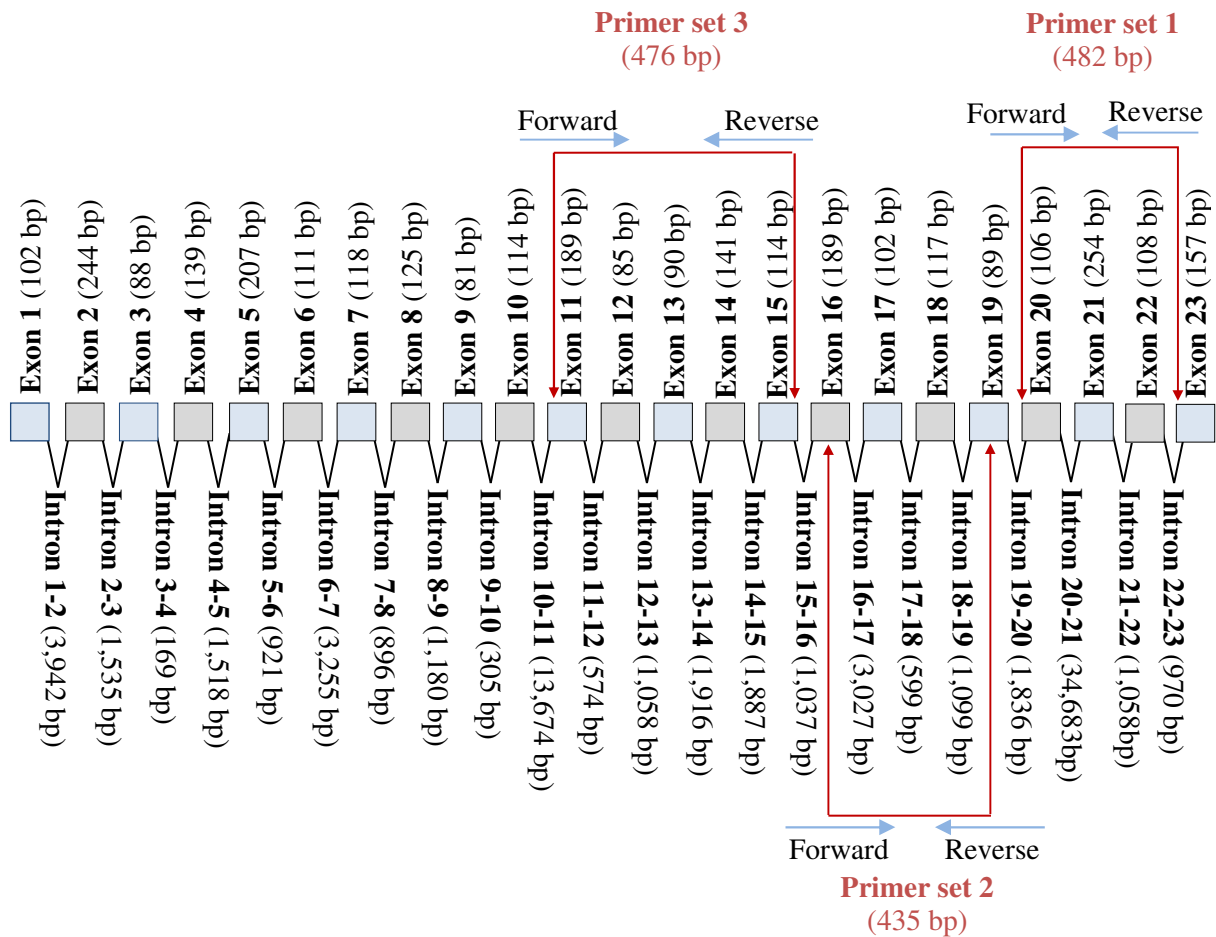 Primer set 3
(476 bp)
Primer set 1
(482 bp)
Forward
Reverse
Forward
Reverse
Exon 1 (102 bp)
Exon 2 (244 bp)
Exon 3 (88 bp)
Exon 4 (139 bp)
Exon 5 (207 bp)
Exon 6 (111 bp)
Exon 7 (118 bp)
Exon 8 (125 bp)
Exon 9 (81 bp)
Exon 10 (114 bp)
Exon 11 (189 bp)
Exon 12 (85 bp)
Exon 13 (90 bp)
Exon 14 (141 bp)
Exon 15 (114 bp)
Exon 16 (189 bp)
Exon 17 (102 bp)
Exon 18 (117 bp)
Exon 19 (89 bp)
Exon 20 (106 bp)
Exon 21 (254 bp)
Exon 22 (108 bp)
Exon 23 (157 bp)
Intron 1-2 (3,942 bp)
Intron 2-3 (1,535 bp)
Intron 3-4 (169 bp)
Intron 4-5 (1,518 bp)
Intron 5-6 (921 bp)
Intron 6-7 (3,255 bp)
Intron 7-8 (896 bp)
Intron 8-9 (1,180 bp)
Intron 9-10 (305 bp)
Intron 10-11 (13,674 bp)
Intron 11-12 (574 bp)
Intron 12-13 (1,058 bp)
Intron 13-14 (1,916 bp)
Intron 14-15 (1,887 bp)
Intron 15-16 (1,037 bp)
Intron 16-17 (3,027 bp)
Intron 17-18 (599 bp)
Intron 18-19 (1,099 bp)
Intron 19-20 (1,836 bp)
Intron 20-21 (34,683bp)
Intron 21-22 (1,058bp)
Intron 22-23 (970 bp)
Forward
Reverse
Primer set 2
(435 bp)